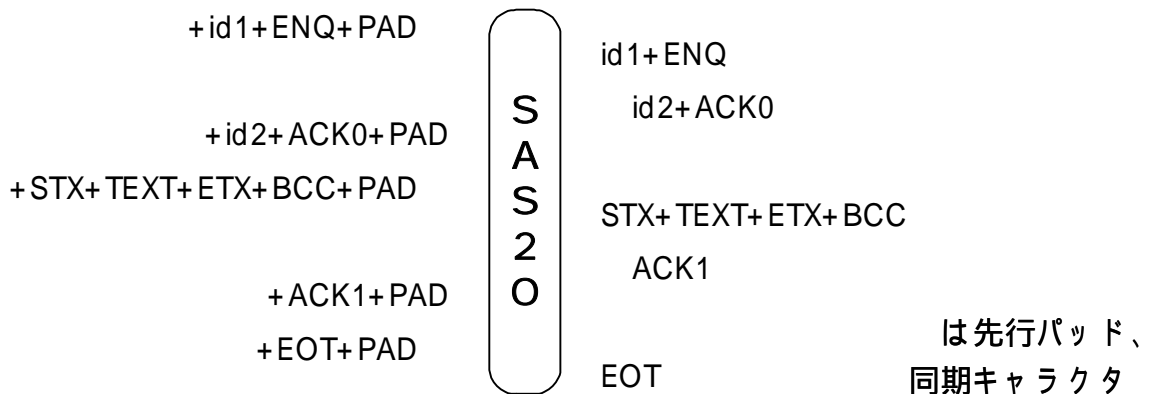 +id1+ENQ+PAD
id1+ENQ
id2+ACK0
+id2+ACK0+PAD
+STX+TEXT+ETX+BCC+PAD
STX+TEXT+ETX+BCC
ACK1
+ACK1+PAD
+EOT+PAD
EOT
SAS20
は先行パッド、
同期キャラクタ